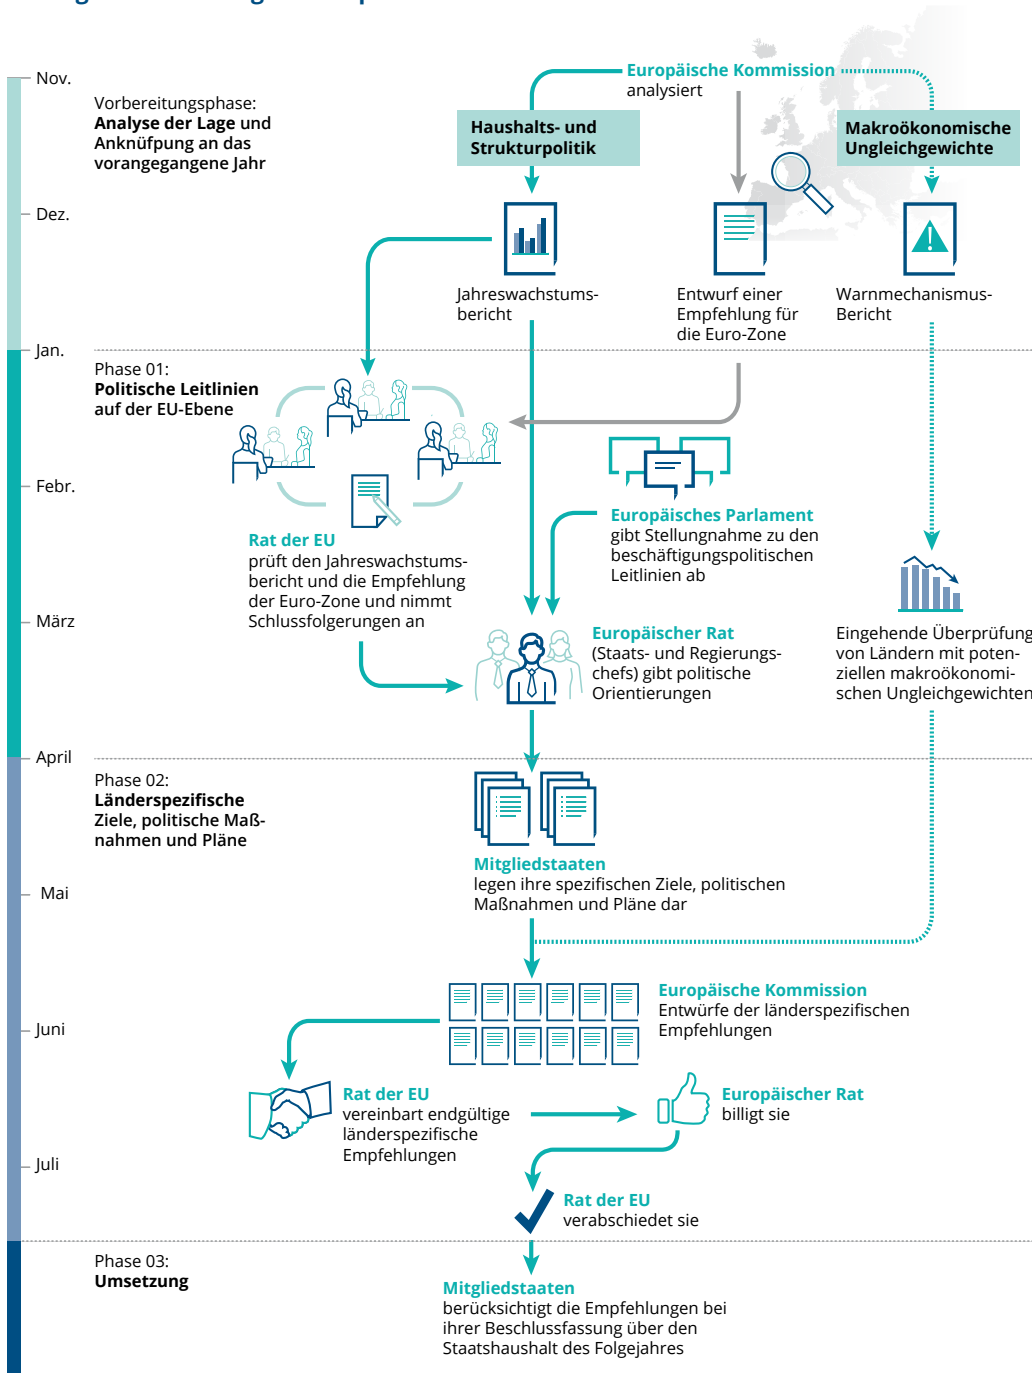 Nov.
Vorbereitungsphase:
Analyse der Lage und
Anknüpfung an das
vorangegangene Jahr
Europäische Kommission
analysiert
Haushalts- und
Strukturpolitik
Makroökonomische
Ungleichgewichte
Dez.
Jahreswachstums-
bericht
Entwurf einer
Empfehlung für
die Euro-Zone
Warnmechanismus-
Bericht
Jan.
Phase 01:
Politische Leitlinien
auf der EU-Ebene
Febr.
Rat der EU
prüft den Jahreswachstums-
bericht und die Empfehlung
der Euro-Zone und nimmt
Schlussfolgerungen an
Europäisches Parlament
gibt Stellungnahme zu den
beschäftigungspolitischen
Leitlinien ab
März
Europäischer Rat
(Staats- und Regierungs-
chefs) gibt politische
Orientierungen
Eingehende Überprüfung
von Ländern mit poten-
ziellen makroökonomi-
schen Ungleichgewichten
April
Phase 02:
Länderspezifische
Ziele, politische Maß-
nahmen und Pläne
Mitgliedstaaten
legen ihre spezifischen Ziele, politischen
Maßnahmen und Pläne dar
Mai
Europäische Kommission
Entwürfe der länderspezifischen
Empfehlungen
Juni
Rat der EU
vereinbart endgültige
länderspezifische
Empfehlungen
Europäischer Rat
billigt sie
Juli
Rat der EU
verabschiedet sie
Phase 03:
Umsetzung
Mitgliedstaaten
berücksichtigt die Empfehlungen bei
ihrer Beschlussfassung über den
Staatshaushalt des Folgejahres